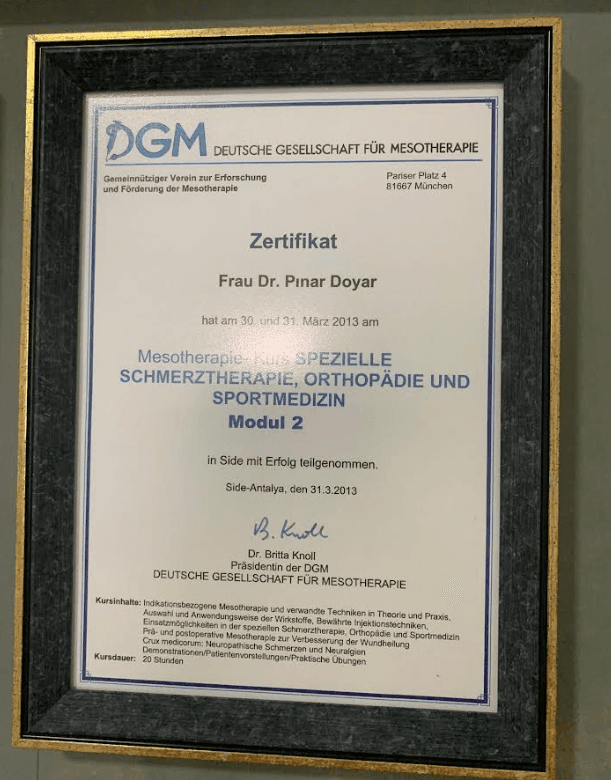 DGM DEUTSCHE GESELLSCHAFT FÜR MESOTHERAPIE
Gemeinnütziger Verein zur Erforschung
und Förderung der Mesotherapie
Pariser Platz 4
81667 München
Zertifikat
Frau Dr. Pınar Doyar
hat am 30. und 31. März 2013 am
Mesotherapie- Kurs SPEZIELLE
SCHMERZTHERAPIE, ORTHOPÄDIE UND
SPORTMEDIZIN
Modul 2
in Side mit Erfolg teilgenommen.
Side-Antalya, den 31.3.2013
B. Knoll
Dr. Britta Knoll
Präsidentin der DGM
DEUTSCHE GESELLSCHAFT FÜR MESOTHERAPIE
Kursinhalte: Indikationsbezogene Mesotherapie und verwandte Techniken in Theorie und Praxis,
Auswahl und Anwendungsweise der Wirkstoffe, Bewährte Injektionstechniken,
Einsatzmöglichkeiten in der speziellen Schmerztherapie, Orthopädie und Sportmedizin
Prä- und postoperative Mesotherapie zur Verbesserung der Wundheilung
Crux medicorum: Neuropathische Schmerzen und Neuralgien
Demonstrationen/Patientenvorstellungen/Praktische Übungen
Kursdauer: 20 Stunden